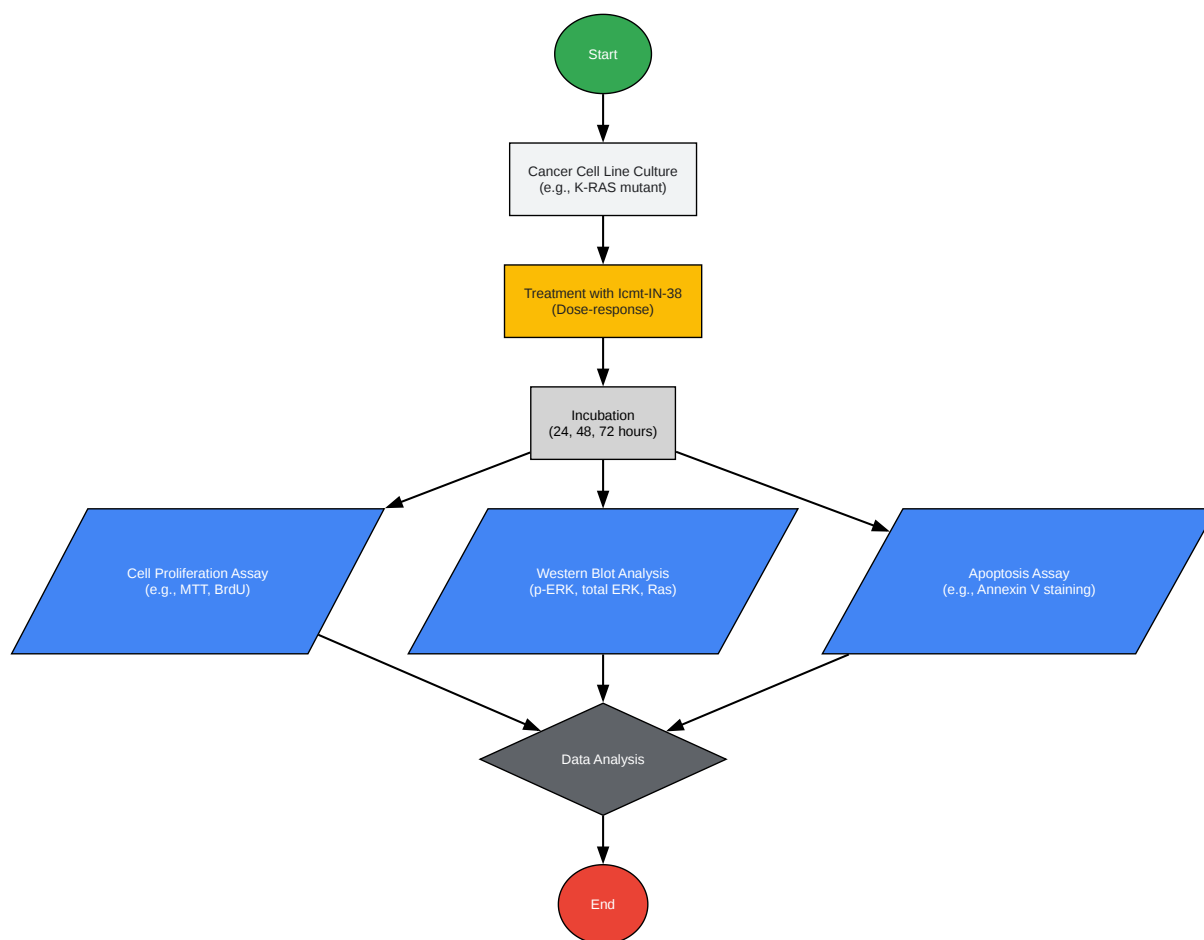 Start
Cancer Cell Line Culture
(e.g., K-RAS mutant)
Treatment with Icmt-IN-38
(Dose-response)
Incubation
(24, 48, 72 hours)
Cell Proliferation Assay
(e.g., MTT, BrdU)
Western Blot Analysis
(p-ERK, total ERK, Ras)
Apoptosis Assay
(e.g., Annexin V staining)
Data Analysis
End